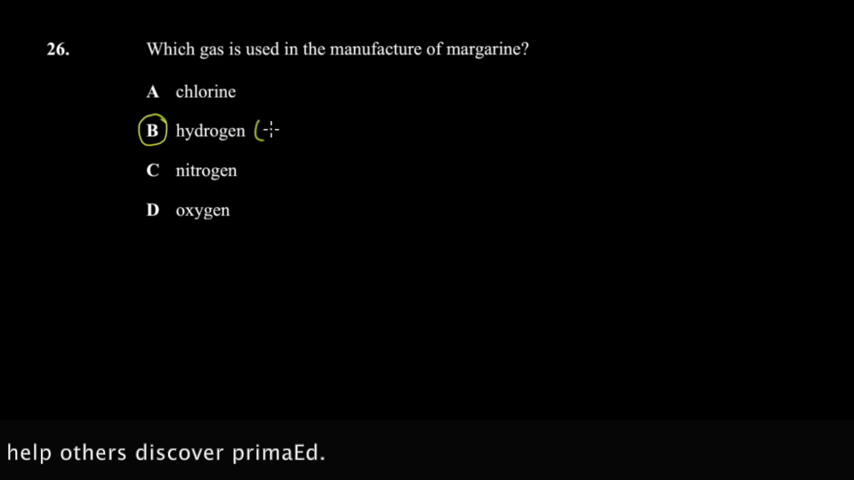 26. Which gas is used in the manufacture of margarine?
A chlorine
B hydrogen (
C nitrogen
D oxygen
help others discover primaEd.